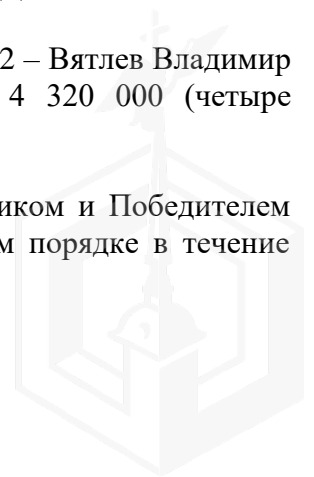 2 – Вятлев Владимир
4 320 000 (четыре
иком и Победителем
м порядке в течение